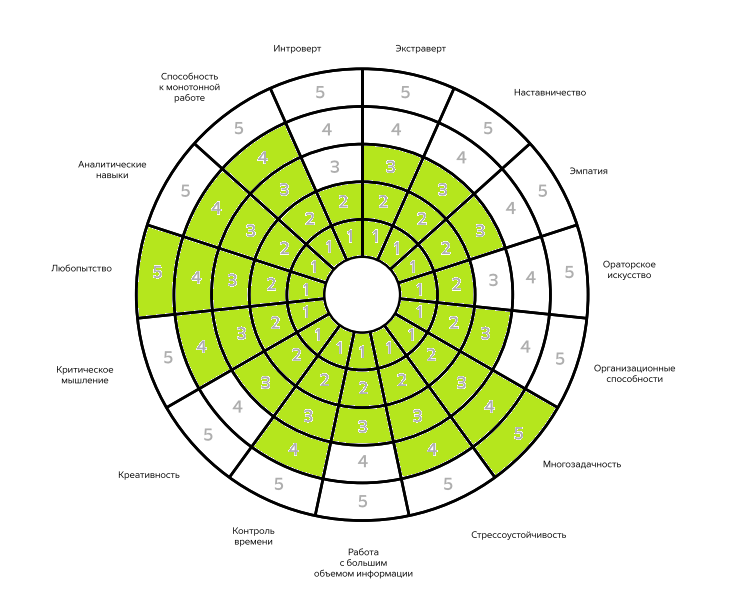 Интроверт
Экстраверт
Способность
к монотонной
работе
Наставничество
Аналитические
навыки
Эмпатия
Любопытство
Ораторское
искусство
Критическое
мышление
Организационные
способности
Креативность
Многозадачность
Контроль
времени
Стрессоустойчивость
Работа
с большим
объемом информации
5 5
5 4 4 5
4 3 3 4
5 3 2 2 3 5
4 2 1 1 2 4
3 1 1 3
2 1 1 2
5 4 3 2 1 1 2 3 4 5
5 4 3 2 1 1 2 3 4 5
5 4 3 2 1 1 2 3 4 5
5 4 3 2 1 1 2 3 4 5
1
2
3
4
5